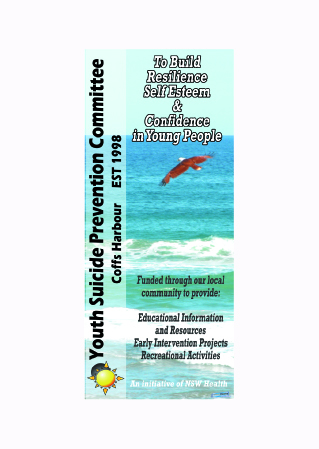 Youth Suicide Prevention Committee
Coffs Harbour EST 1998
To Build
Resilience
Self Esteem
&
Confidence
in Young People
Funded through our local
community to provide:
Educational Information
and Resources
Early Intervention Projects
Recreational Activities
An initiative of NSW Health